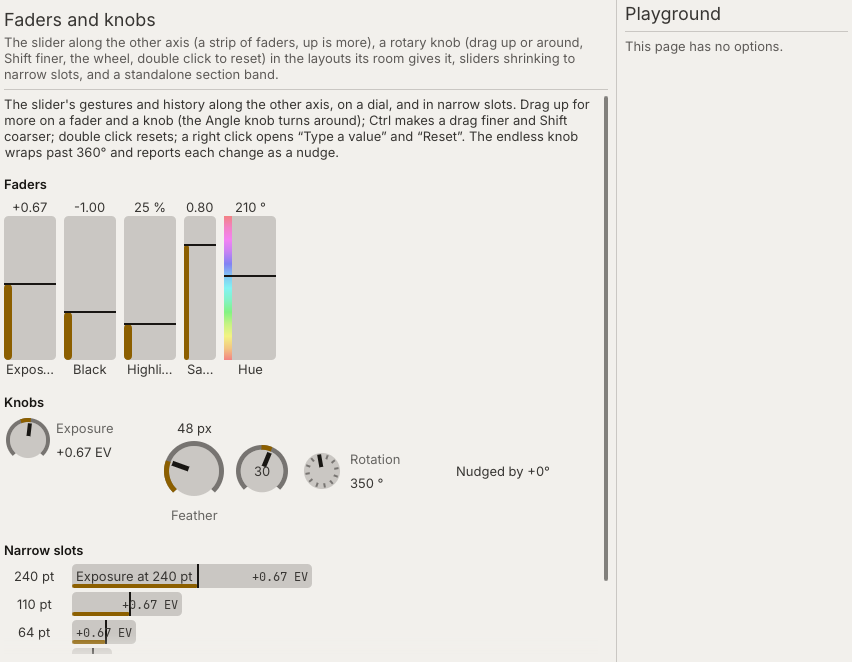 Faders and knobs
The slider along the other axis (a strip of faders, up is more), a rotary knob (drag up or around,
Shift finer, the wheel, double click to reset) in the layouts its room gives it, sliders shrinking to
narrow slots, and a standalone section band.
The slider's gestures and history along the other axis, on a dial, and in narrow slots. Drag up for
more on a fader and a knob (the Angle knob turns around); Ctrl makes a drag finer and Shift
coarser; double click resets; a right click opens “Type a value” and “Reset”. The endless knob
wraps past 360° and reports each change as a nudge.
Faders
+0.67 -1.00 25 % 0.80 210 °
Expos... Black Highli... Sa... Hue
Knobs
Exposure
+0.67 EV
48 px
Feather
30
Rotation
350 °
Nudged by +0°
Narrow slots
240 pt Exposure at 240 pt +0.67 EV
110 pt +0.67 EV
64 pt +0.67 EV
Playground
This page has no options.